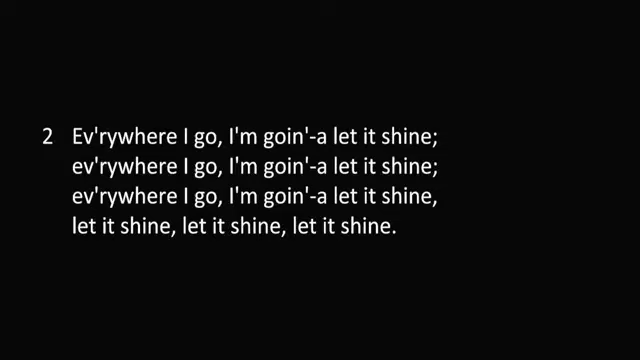 2 Ev'rywhere I go, I'm goin'-a let it shine;
ev'rywhere I go, I'm goin'-a let it shine;
ev'rywhere I go, I'm goin'-a let it shine,
let it shine, let it shine, let it shine.